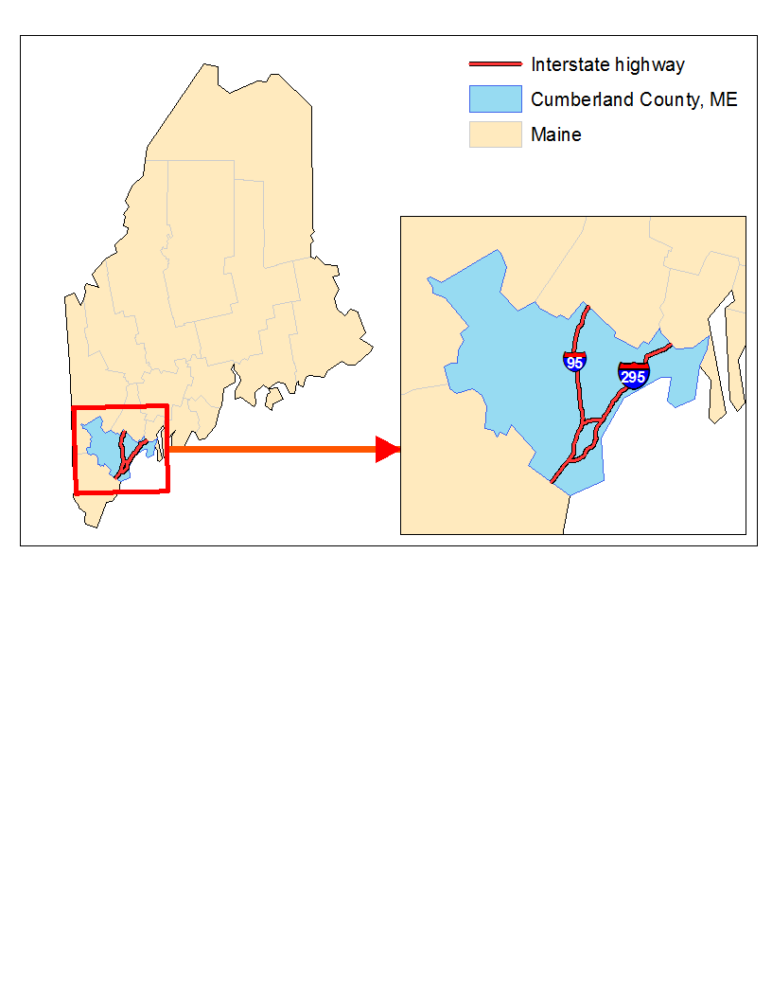 Interstate highway
Cumberland County, ME
Maine
95
295